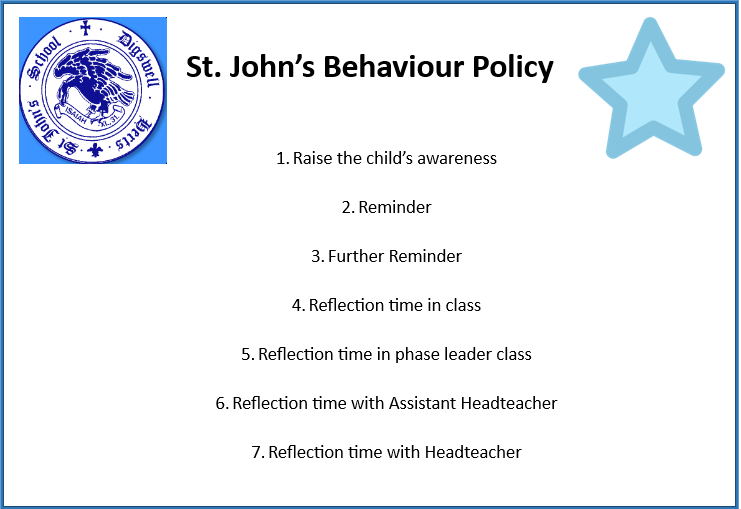 St John's · School · Digswell · Herts
ISAIAH XL, 31
St. John’s Behaviour Policy
1. Raise the child’s awareness
2. Reminder
3. Further Reminder
4. Reflection time in class
5. Reflection time in phase leader class
6. Reflection time with Assistant Headteacher
7. Reflection time with Headteacher